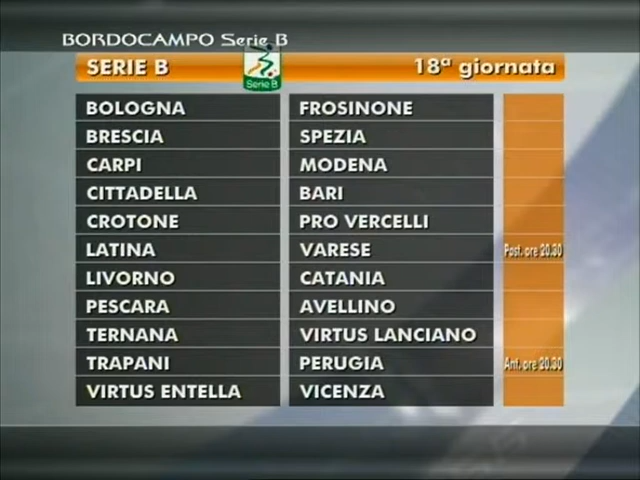 BORDOCAMPO Serie B
SERIE B Serie B 18ª giornata
BOLOGNA FROSINONE
BRESCIA SPEZIA
CARPI MODENA
CITTADELLA BARI
CROTONE PRO VERCELLI
LATINA VARESE Post. ore 20.30
LIVORNO CATANIA
PESCARA AVELLINO
TERNANA VIRTUS LANCIANO
TRAPANI PERUGIA Ant. ore 20.30
VIRTUS ENTELLA VICENZA